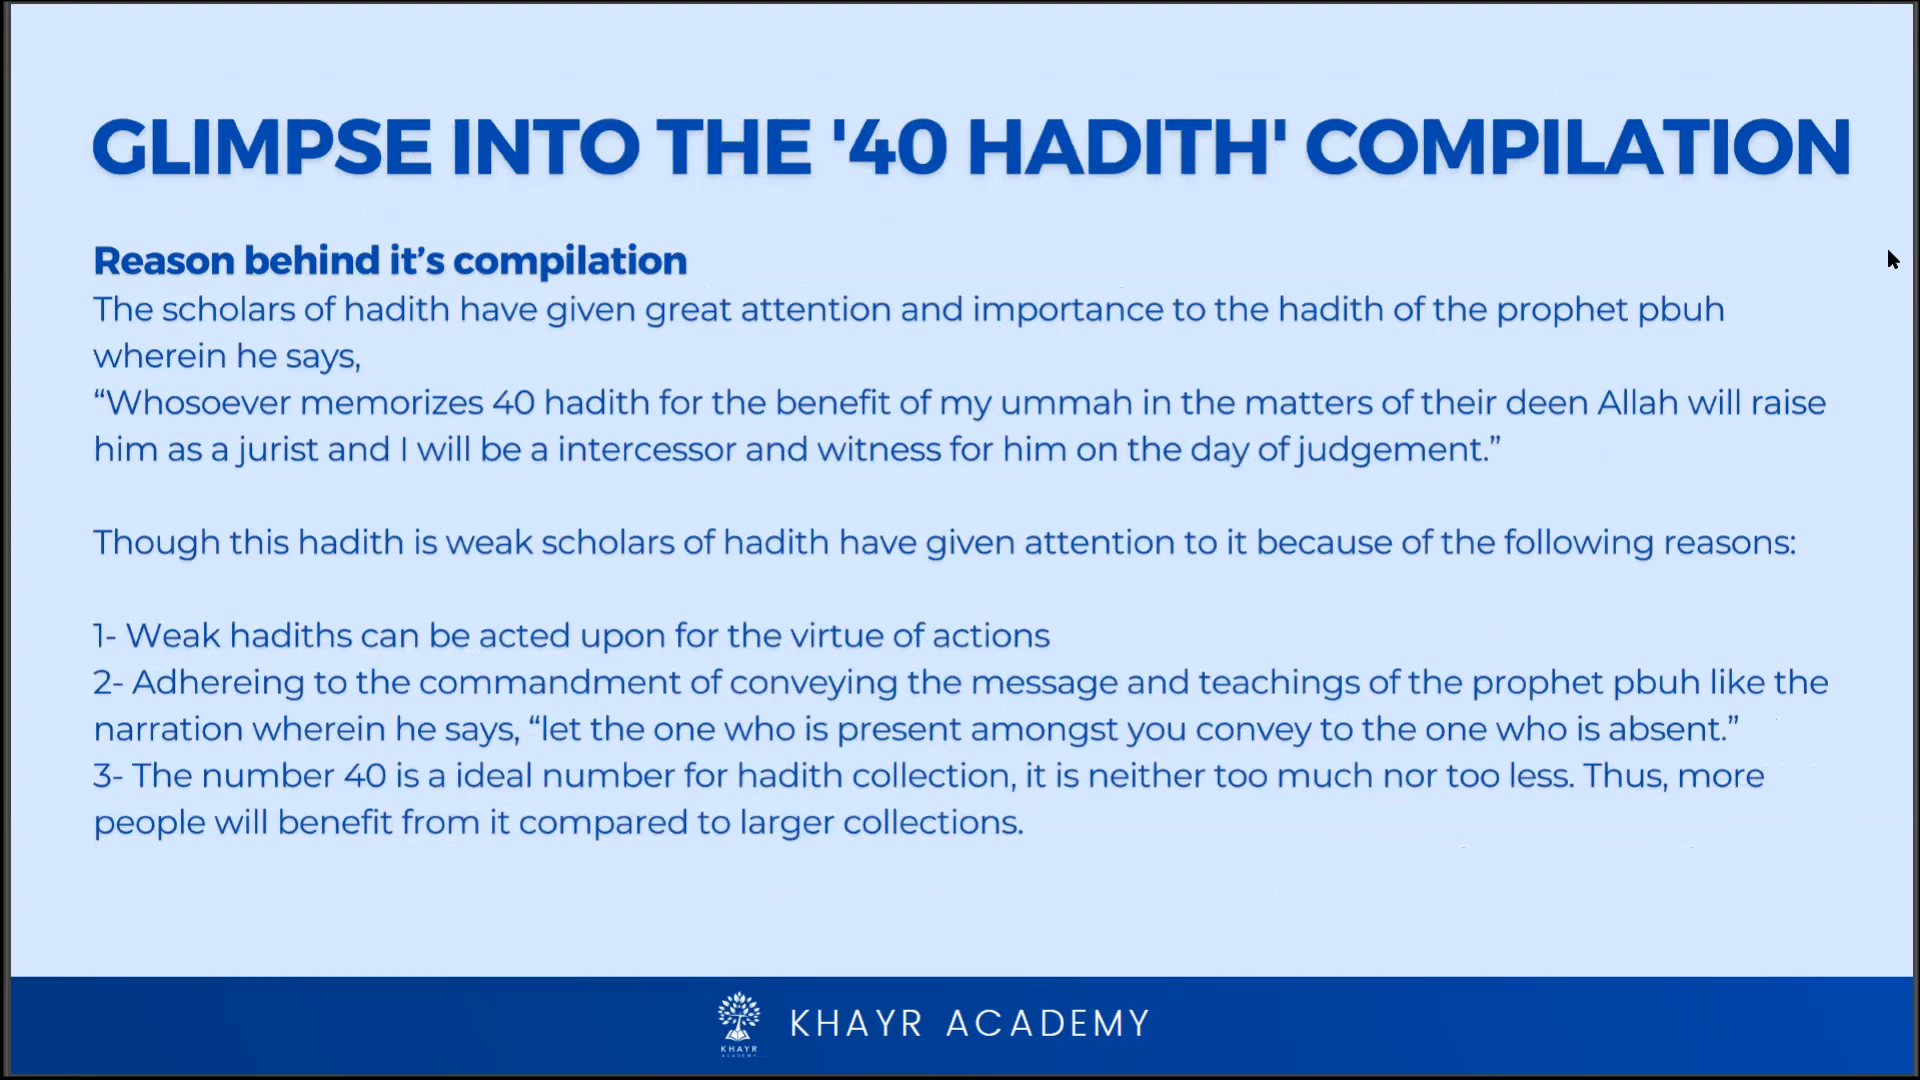 GLIMPSE INTO THE '40 HADITH' COMPILATION
Reason behind it’s compilation
The scholars of hadith have given great attention and importance to the hadith of the prophet pbuh
wherein he says,
“Whosoever memorizes 40 hadith for the benefit of my ummah in the matters of their deen Allah will raise
him as a jurist and I will be a intercessor and witness for him on the day of judgement.”
Though this hadith is weak scholars of hadith have given attention to it because of the following reasons:
1- Weak hadiths can be acted upon for the virtue of actions
2- Adhereing to the commandment of conveying the message and teachings of the prophet pbuh like the
narration wherein he says, “let the one who is present amongst you convey to the one who is absent.”
3- The number 40 is a ideal number for hadith collection, it is neither too much nor too less. Thus, more
people will benefit from it compared to larger collections.
KHAYR ACADEMY
KHAYR
ACADEMY